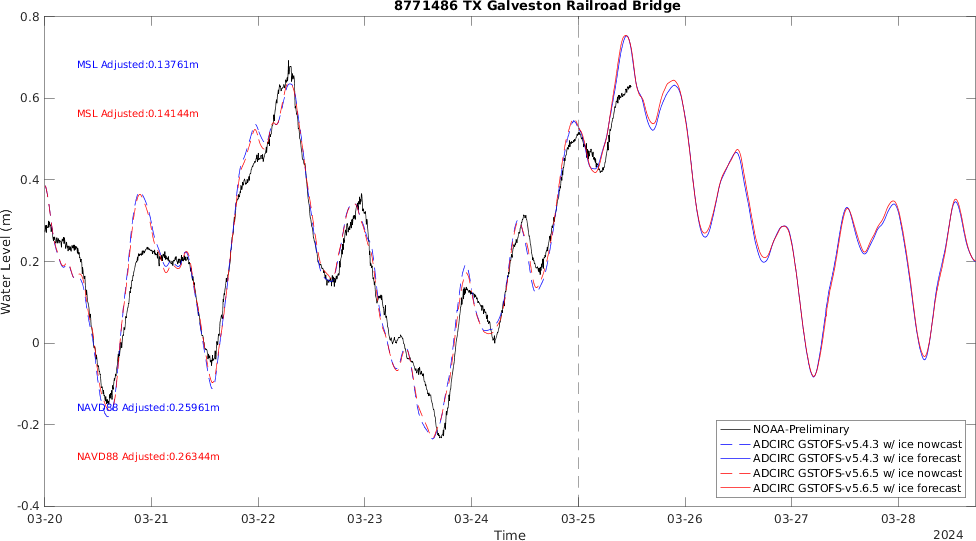 8771486 TX Galveston Railroad Bridge
Water Level (m)
0.8
0.6
0.4
0.2
0
-0.2
-0.4
MSL Adjusted:0.13761m
MSL Adjusted:0.14144m
NAVD88 Adjusted:0.25961m
NAVD88 Adjusted:0.26344m
NOAA-Preliminary
ADCIRC GSTOFS-v5.4.3 w/ ice nowcast
ADCIRC GSTOFS-v5.4.3 w/ ice forecast
ADCIRC GSTOFS-v5.6.5 w/ ice nowcast
ADCIRC GSTOFS-v5.6.5 w/ ice forecast
03-20 03-21 03-22 03-23 03-24 03-25 03-26 03-27 03-28
Time
2024